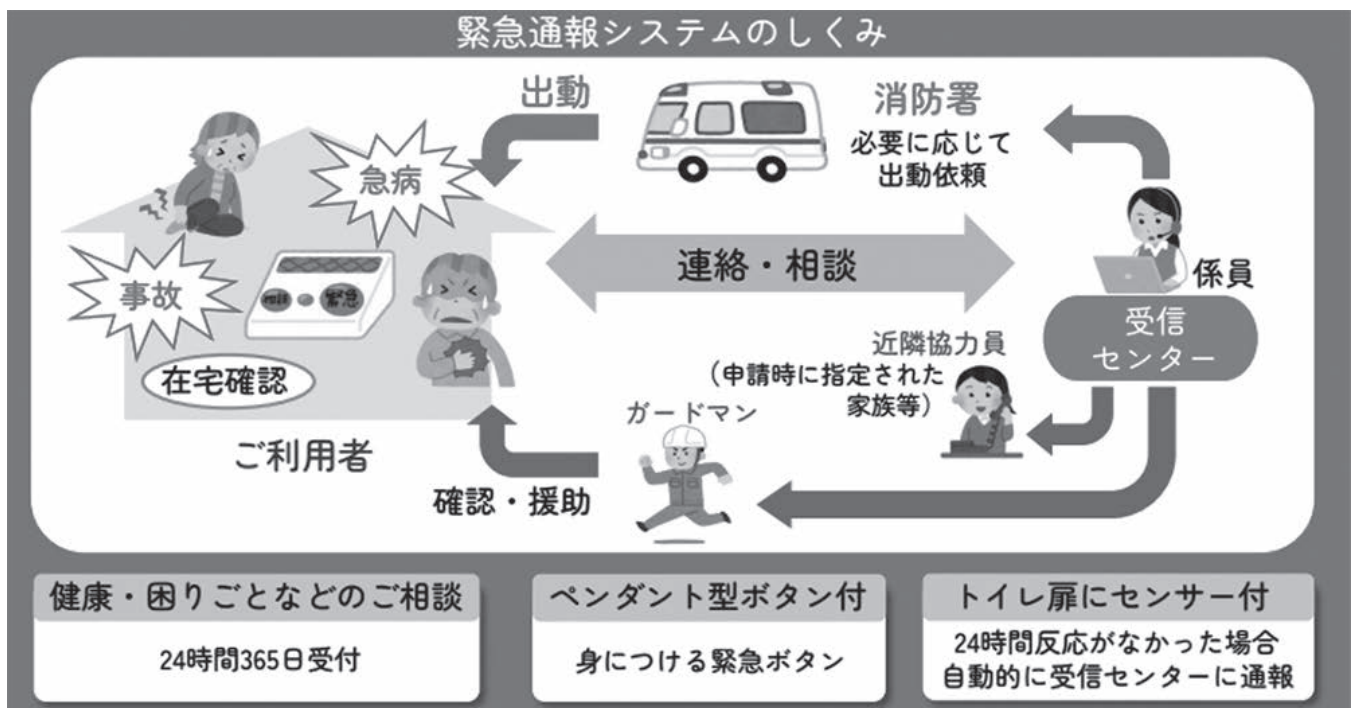 緊急通報システムのしくみ
出動
消防署
必要に応じて
出動依頼
急病
事故
緊急
連絡・相談
係員
受信
センター
在宅確認
ご利用者
近隣協力員
（申請時に指定された
家族等）
ガードマン
確認・援助
健康・困りごとなどのご相談
24時間365日受付
ペンダント型ボタン付
身につける緊急ボタン
トイレ扉にセンサー付
24時間反応がなかった場合
自動的に受信センターに通報